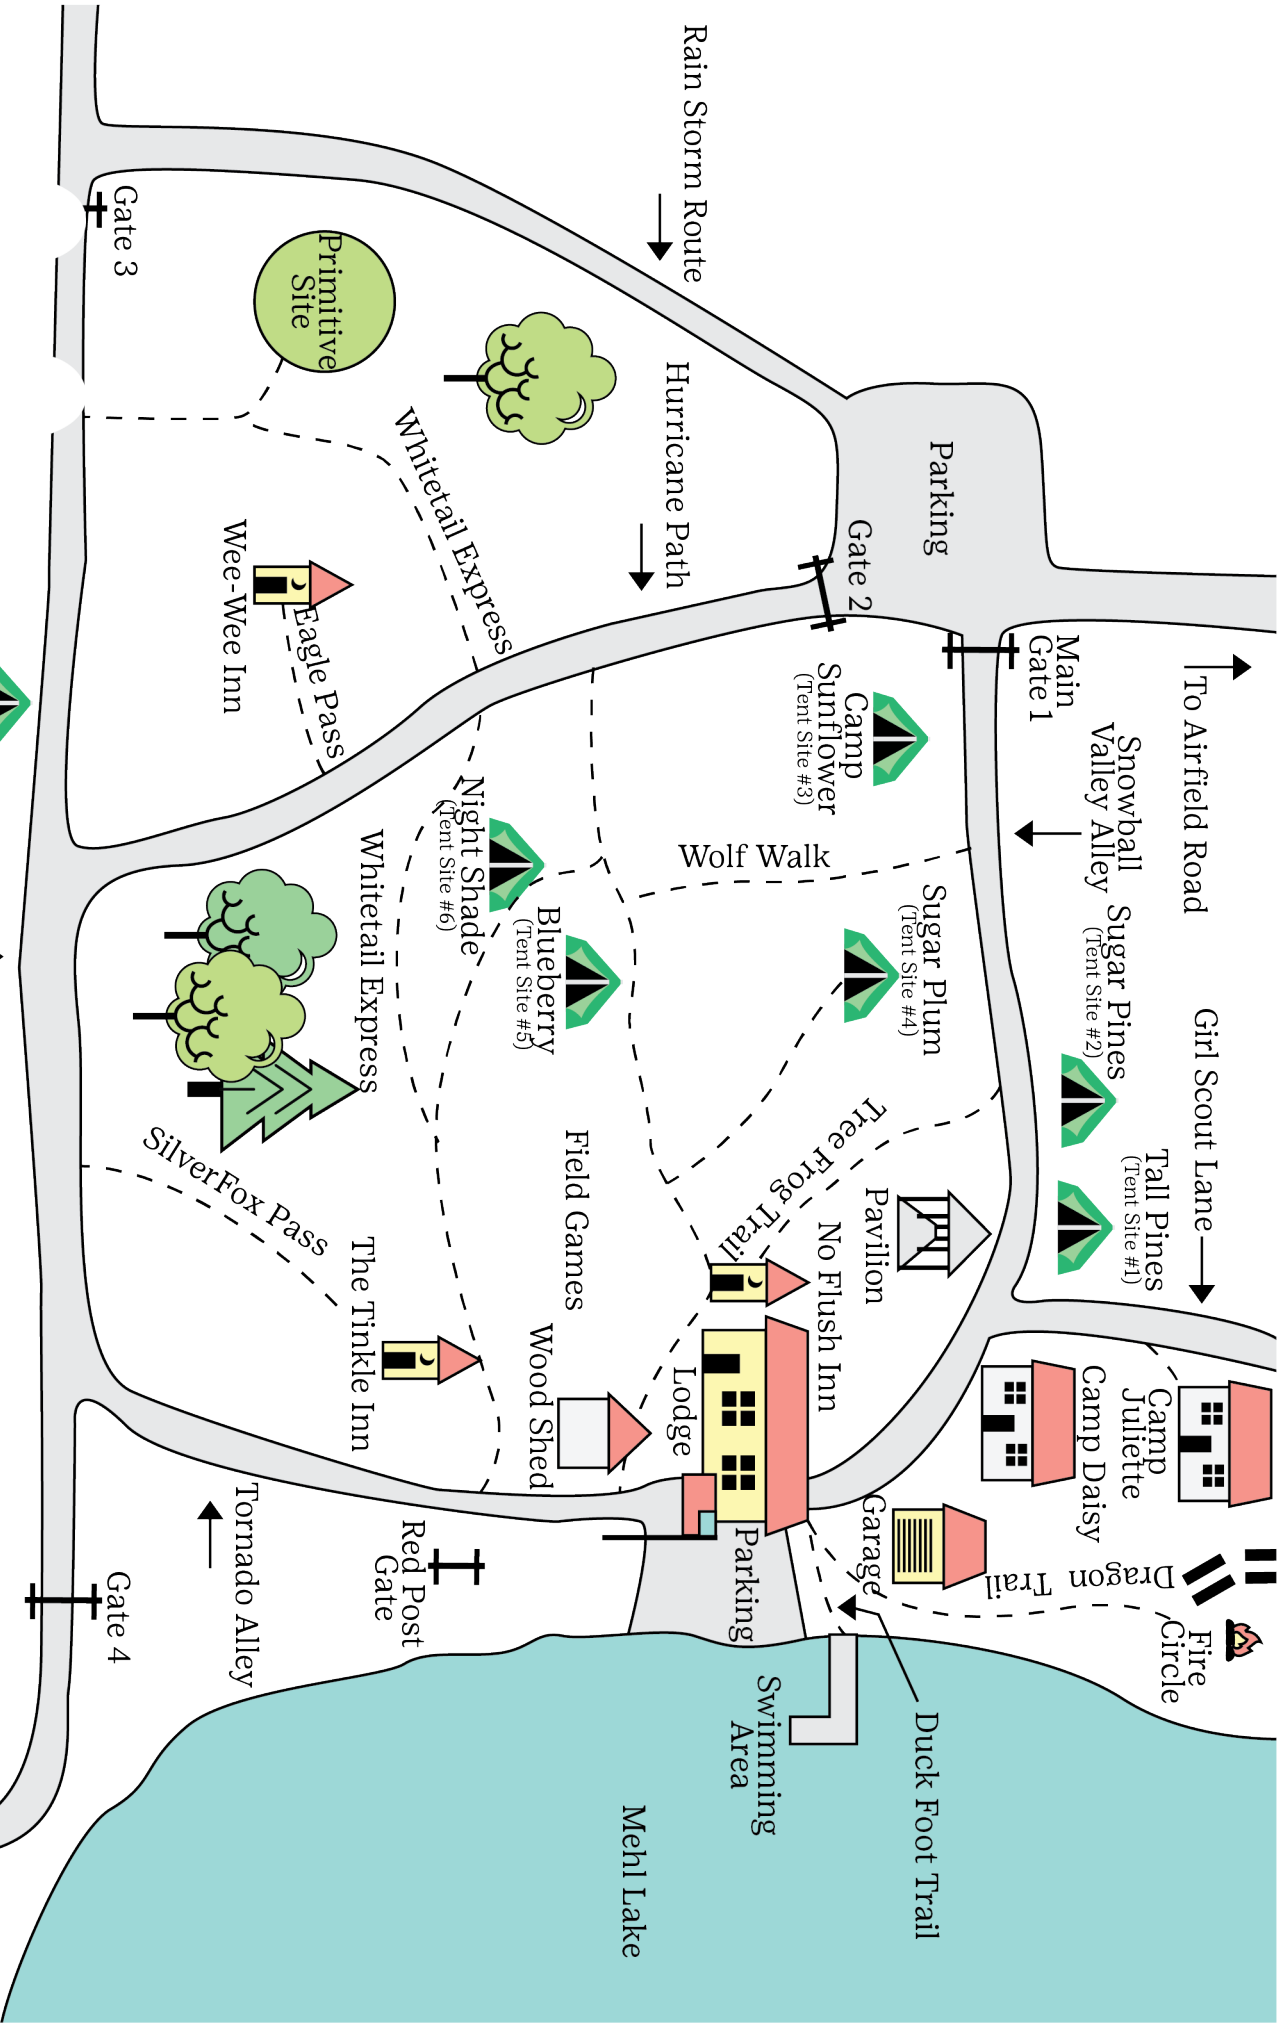 To Airfield Road
Girl Scout Lane
Fire
Circle
Snowball
Valley Alley
Sugar Pines
(Tent Site #2)
Tall Pines
(Tent Site #1)
Camp
Juliette
Main
Gate 1
Camp Daisy
Dragon Trail
Parking
Sugar Plum
(Tent Site #4)
Pavilion
Garage
Duck Foot Trail
Gate 2
Camp
Sunflower
(Tent Site #3)
Tree Frog Trail
No Flush Inn
Wolf Walk
Parking
Swimming
Area
Rain Storm Route
Hurricane Path
Lodge
Mehl Lake
Blueberry
(Tent Site #5)
Field Games
Wood Shed
Whitetail Express
Night Shade
(Tent Site #6)
Whitetail Express
The Tinkle Inn
Red Post
Gate
Primitive
Site
Eagle Pass
Wee-Wee Inn
SilverFox Pass
Tornado Alley
Gate 3
Gate 4